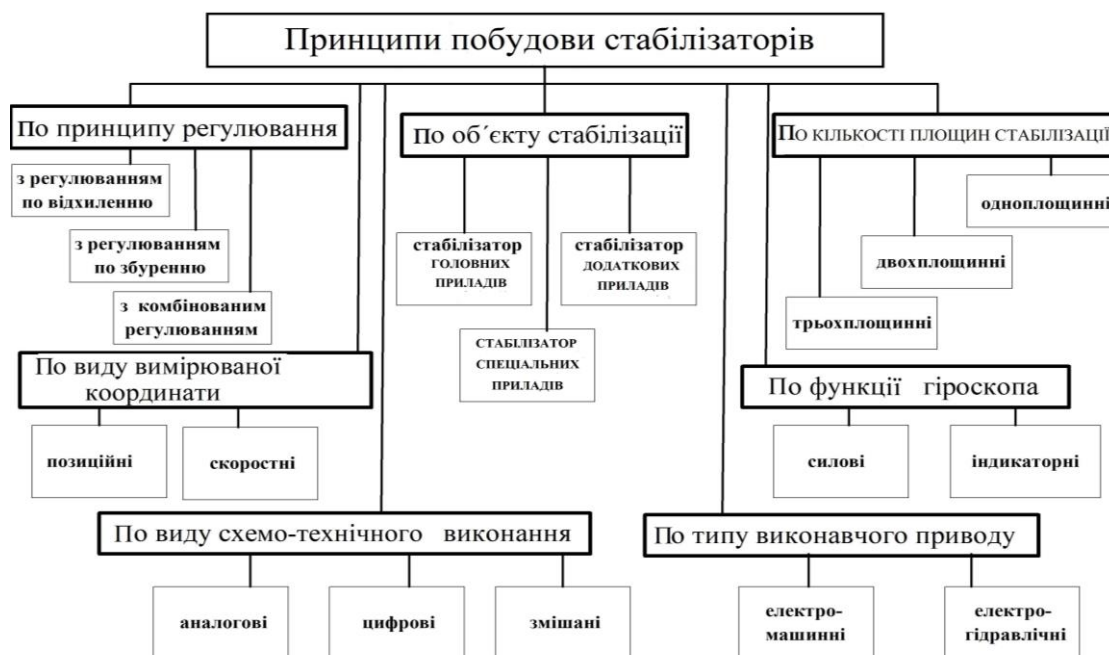 Принципи побудови стабілізаторів
По принципу регулювання
з регулюванням
по відхиленню
з регулюванням
по збуренню
з комбінованим
регулюванням
По об´єкту стабілізації
стабілізатор
ГОЛОВНИХ
ПРИЛАДІВ
стабілізатор
ДОДАТКОВИХ
ПРИЛАДІВ
СТАБІЛІЗАТОР
СПЕЦІАЛЬНИХ
ПРИЛАДІВ
ПО КІЛЬКОСТІ ПЛОЩИН СТАБІЛІЗАЦІЇ
одноплощинні
двохплощинні
трьохплощинні
По виду вимірюваної
координати
позиційні
скоростні
По функції гіроскопа
силові
індикаторні
По виду схемо-технічного виконання
аналогові
цифрові
змішані
По типу виконавчого приводу
електро-
машинні
електро-
гідравлічні